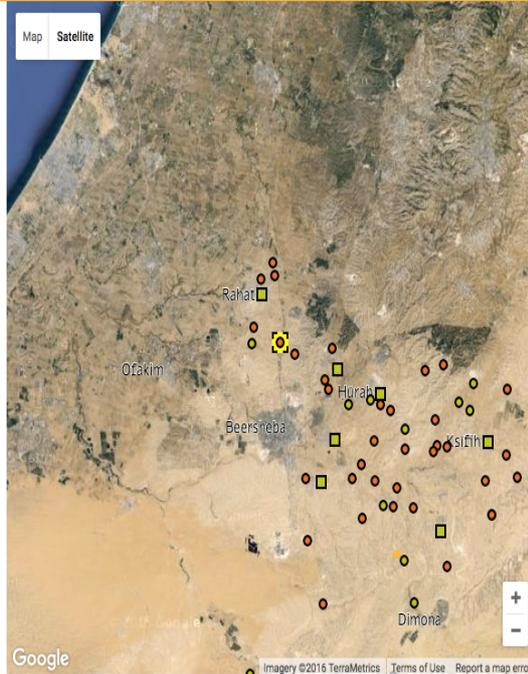 Map Satellite
Rahat
Ofakim
Hurah
Beersheba
Ksifih
Dimona
+
−
Google
Imagery ©2016 TerraMetrics Terms of Use Report a map erro